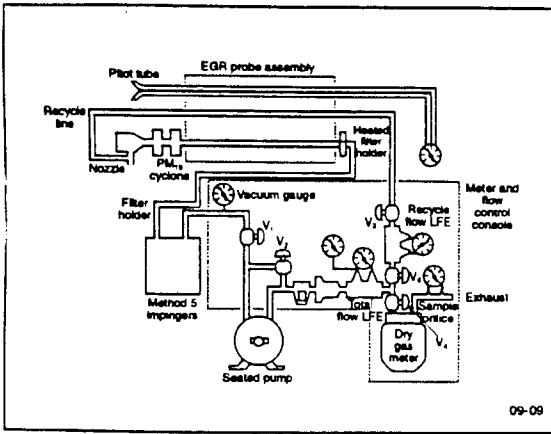 EGR probe assembly
Pitot tube
Recycle
line
Heated
filter
holder
Nozzle
PM10
cyclone
Filter
holder
Vacuum gauge
V1
V2
V3
Recycle
flow LFE
Meter and
flow
control
console
Exhaust
Method 5
impingers
Total
flow LFE
Sample
orifice
V4
Dry
gas
meter
Sealed pump
09-09